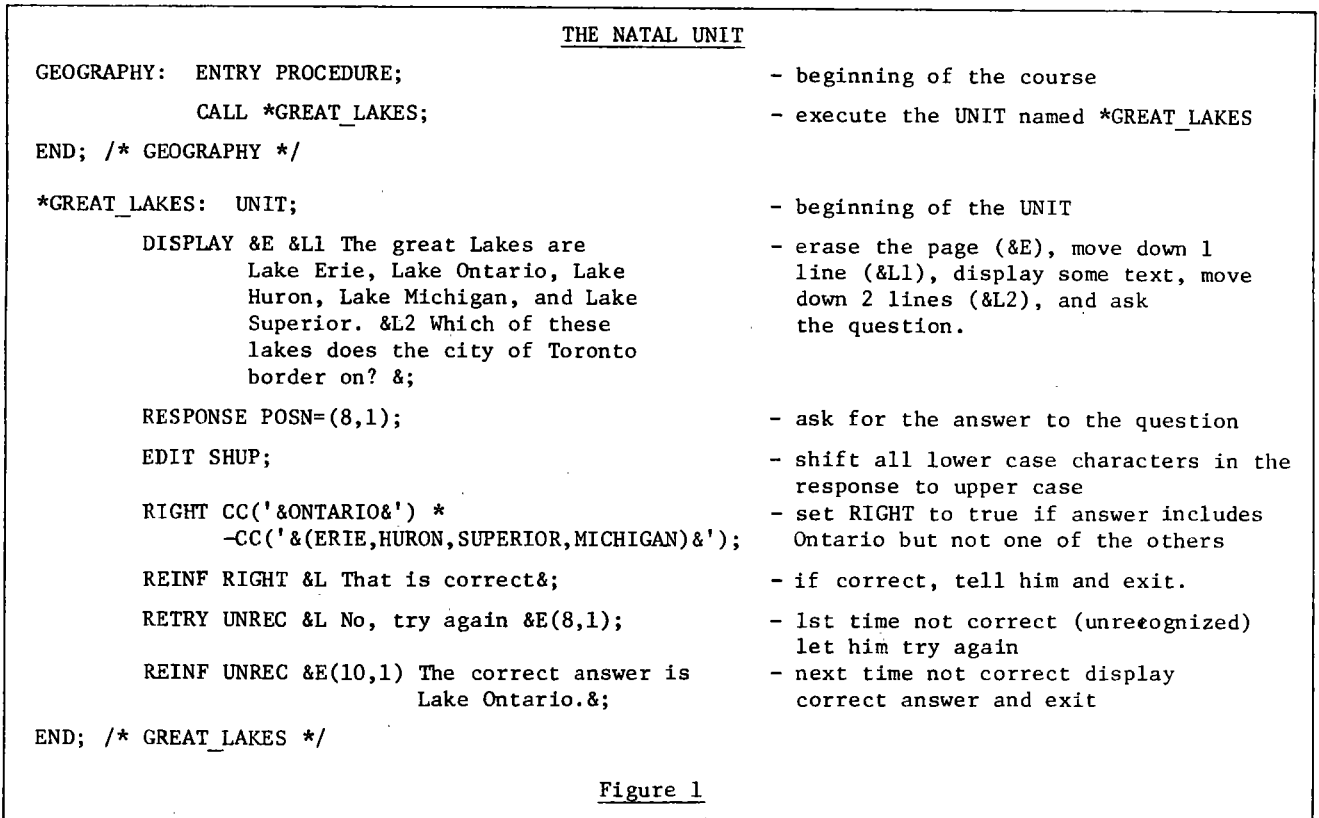 THE NATAL UNIT
GEOGRAPHY: ENTRY PROCEDURE; - beginning of the course
CALL *GREAT_LAKES; - execute the UNIT named *GREAT_LAKES
END; /* GEOGRAPHY */
*GREAT_LAKES: UNIT; - beginning of the UNIT
DISPLAY &E &L1 The great Lakes are - erase the page (&E), move down 1
Lake Erie, Lake Ontario, Lake line (&L1), display some text, move
Huron, Lake Michigan, and Lake down 2 lines (&L2), and ask
Superior. &L2 Which of these the question.
lakes does the city of Toronto
border on? &;
RESPONSE POSN=(8,1); - ask for the answer to the question
EDIT SHUP; - shift all lower case characters in the
response to upper case
RIGHT CC('&ONTARIO&') * - set RIGHT to true if answer includes
¬CC('&(ERIE,HURON,SUPERIOR,MICHIGAN)&'); Ontario but not one of the others
REINF RIGHT &L That is correct&; - if correct, tell him and exit.
RETRY UNREC &L No, try again &E(8,1); - 1st time not correct (unrecognized)
let him try again
REINF UNREC &E(10,1) The correct answer is - next time not correct display
Lake Ontario.&; correct answer and exit
END; /* GREAT_LAKES */
Figure 1